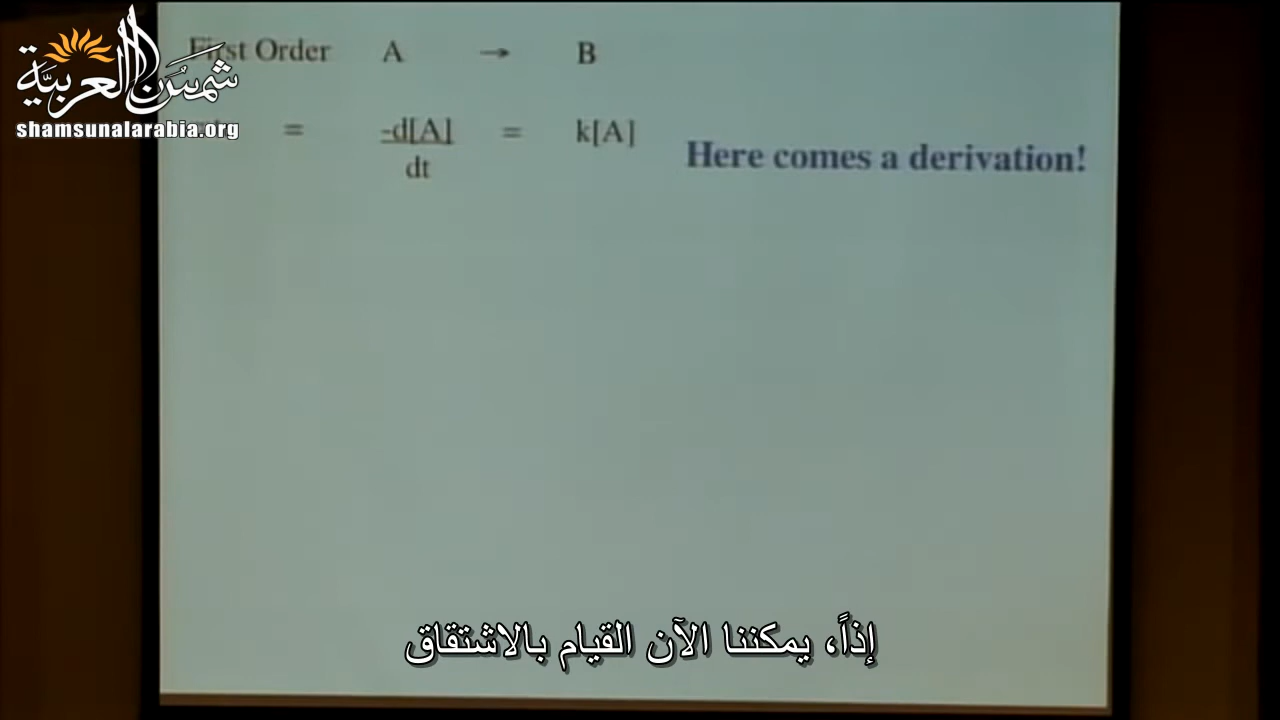 شمس العربية
shamsunalarabia.org
First Order A → B
= -d[A] = k[A]
dt
Here comes a derivation!
إذاً، يمكننا الآن القيام بالاشتقاق